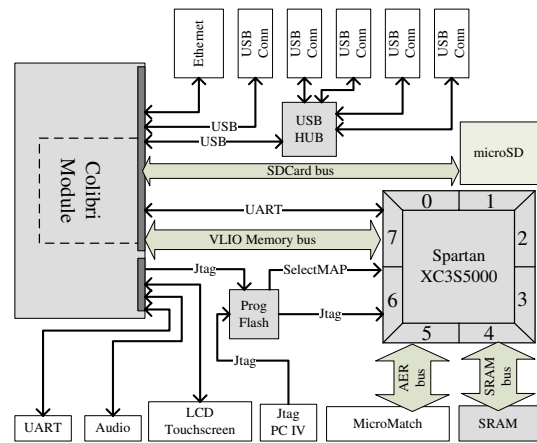 Ethernet
USB
Conn
USB
Conn
USB
Conn
USB
Conn
USB
Conn
USB
USB
USB
HUB
Colibri
Module
microSD
SDCard bus
UART
VLIO Memory bus
0
1
7
2
Spartan
XC3S5000
6
3
5
4
Jtag
SelectMAP
Prog
Flash
Jtag
Jtag
AER
bus
SRAM
bus
UART
Audio
LCD
Touchscreen
Jtag
PC IV
MicroMatch
SRAM